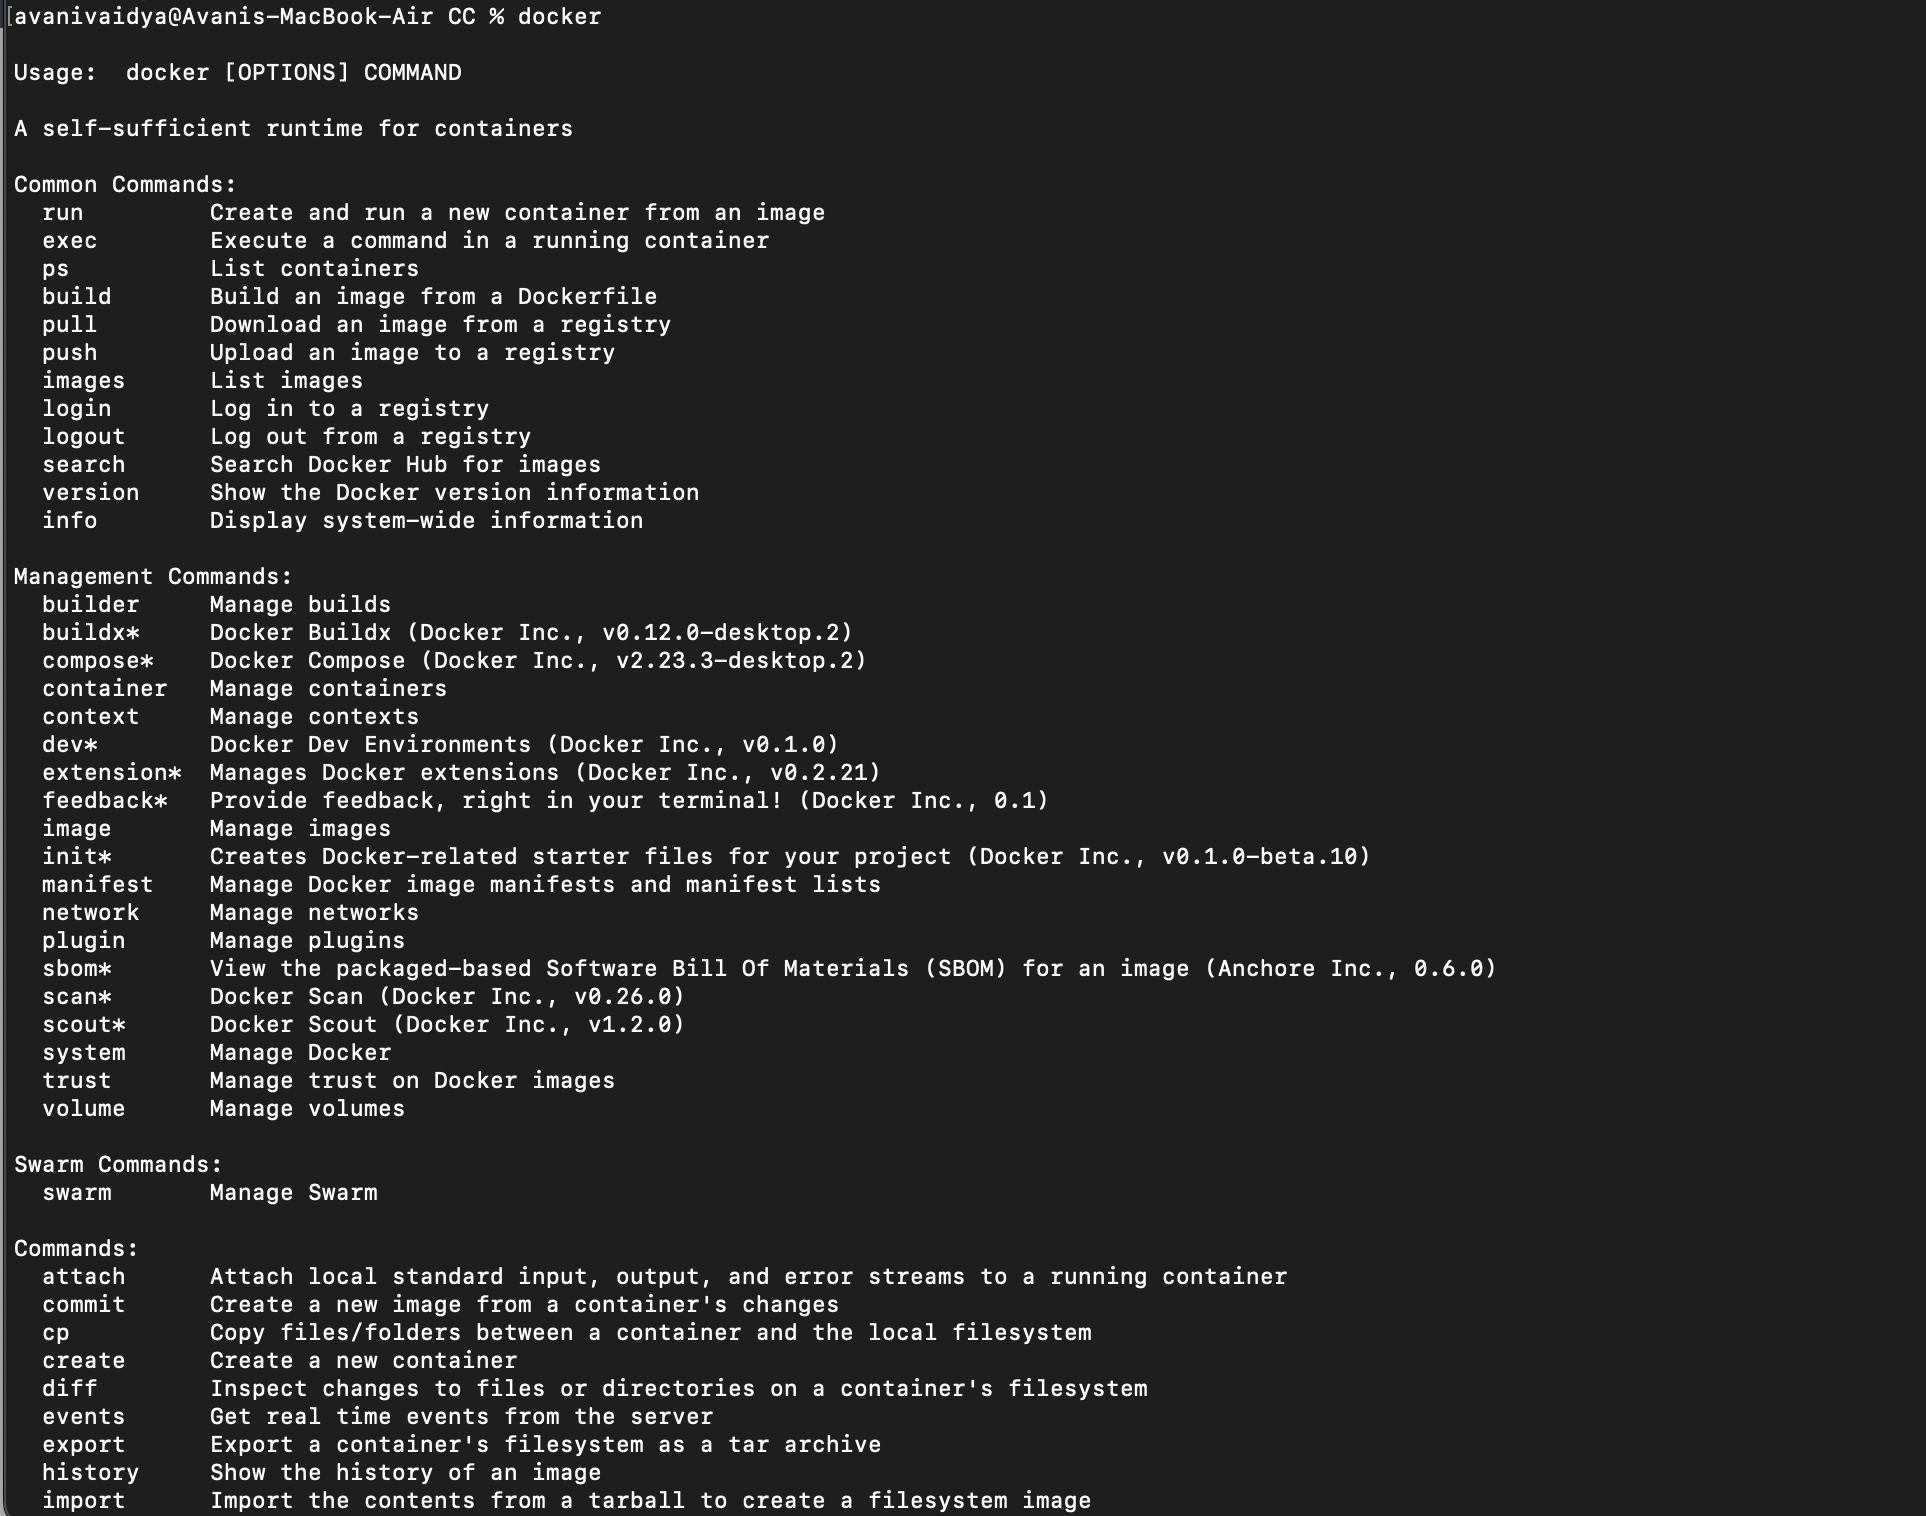 [avanivaidya@Avanis-MacBook-Air CC % docker
Usage:  docker [OPTIONS] COMMAND
A self-sufficient runtime for containers
Common Commands:
  run         Create and run a new container from an image
  exec        Execute a command in a running container
  ps          List containers
  build       Build an image from a Dockerfile
  pull        Download an image from a registry
  push        Upload an image to a registry
  images      List images
  login       Log in to a registry
  logout      Log out from a registry
  search      Search Docker Hub for images
  version     Show the Docker version information
  info        Display system-wide information
Management Commands:
  builder     Manage builds
  buildx*     Docker Buildx (Docker Inc., v0.12.0-desktop.2)
  compose*    Docker Compose (Docker Inc., v2.23.3-desktop.2)
  container   Manage containers
  context     Manage contexts
  dev*        Docker Dev Environments (Docker Inc., v0.1.0)
  extension*  Manages Docker extensions (Docker Inc., v0.2.21)
  feedback*   Provide feedback, right in your terminal! (Docker Inc., 0.1)
  image       Manage images
  init*       Creates Docker-related starter files for your project (Docker Inc., v0.1.0-beta.10)
  manifest    Manage Docker image manifests and manifest lists
  network     Manage networks
  plugin      Manage plugins
  sbom*       View the packaged-based Software Bill Of Materials (SBOM) for an image (Anchore Inc., 0.6.0)
  scan*       Docker Scan (Docker Inc., v0.26.0)
  scout*      Docker Scout (Docker Inc., v1.2.0)
  system      Manage Docker
  trust       Manage trust on Docker images
  volume      Manage volumes
Swarm Commands:
  swarm       Manage Swarm
Commands:
  attach      Attach local standard input, output, and error streams to a running container
  commit      Create a new image from a container's changes
  cp          Copy files/folders between a container and the local filesystem
  create      Create a new container
  diff        Inspect changes to files or directories on a container's filesystem
  events      Get real time events from the server
  export      Export a container's filesystem as a tar archive
  history     Show the history of an image
  import      Import the contents from a tarball to create a filesystem image